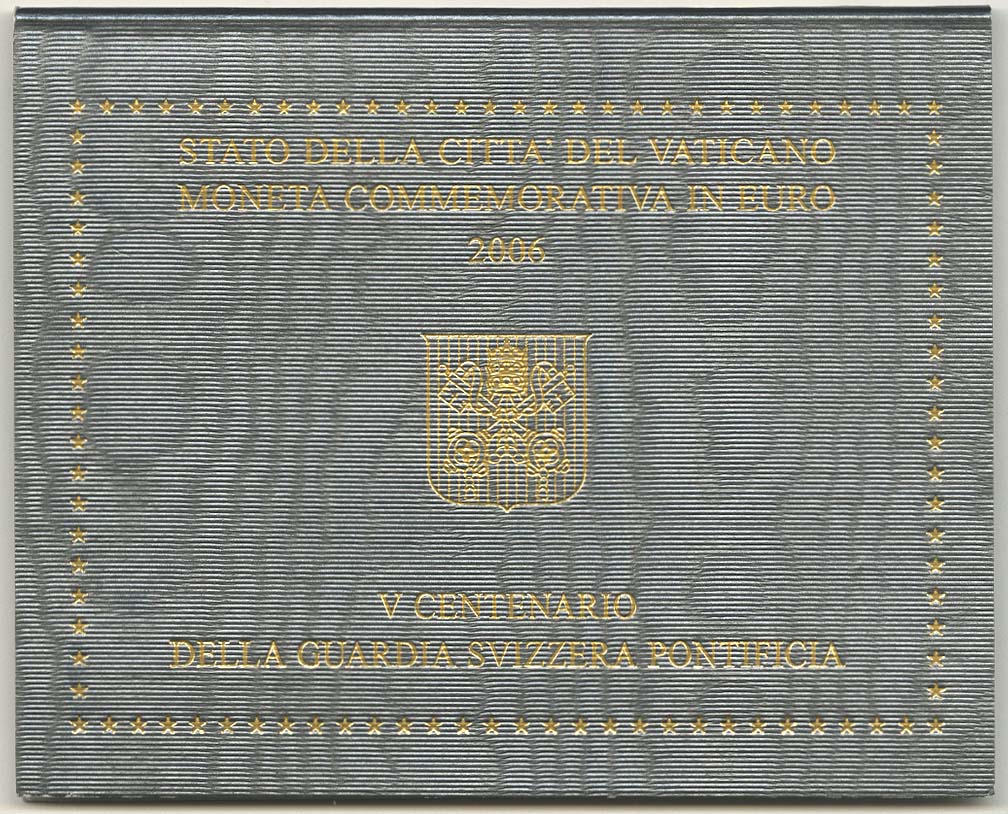 STATO DELLA CITTA' DEL VATICANO
MONETA COMMEMORATIVA IN EURO
2006
V CENTENARIO
DELLA GUARDIA SVIZZERA PONTIFICIA